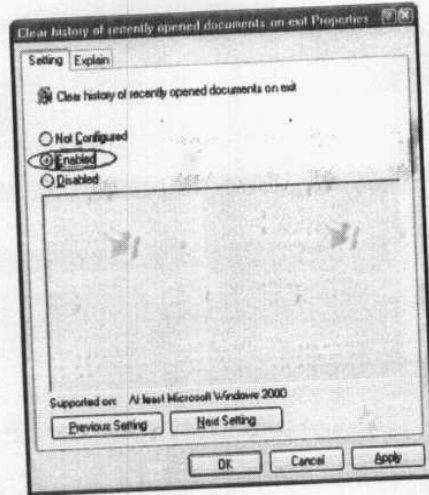 Clear history of recently opened documents on exit Properties
Setting Explain
Clear history of recently opened documents on exit
Not Configured
Enabled
Disabled
Supported on: At least Microsoft Windows 2000
Previous Setting Next Setting
OK Cancel Apply